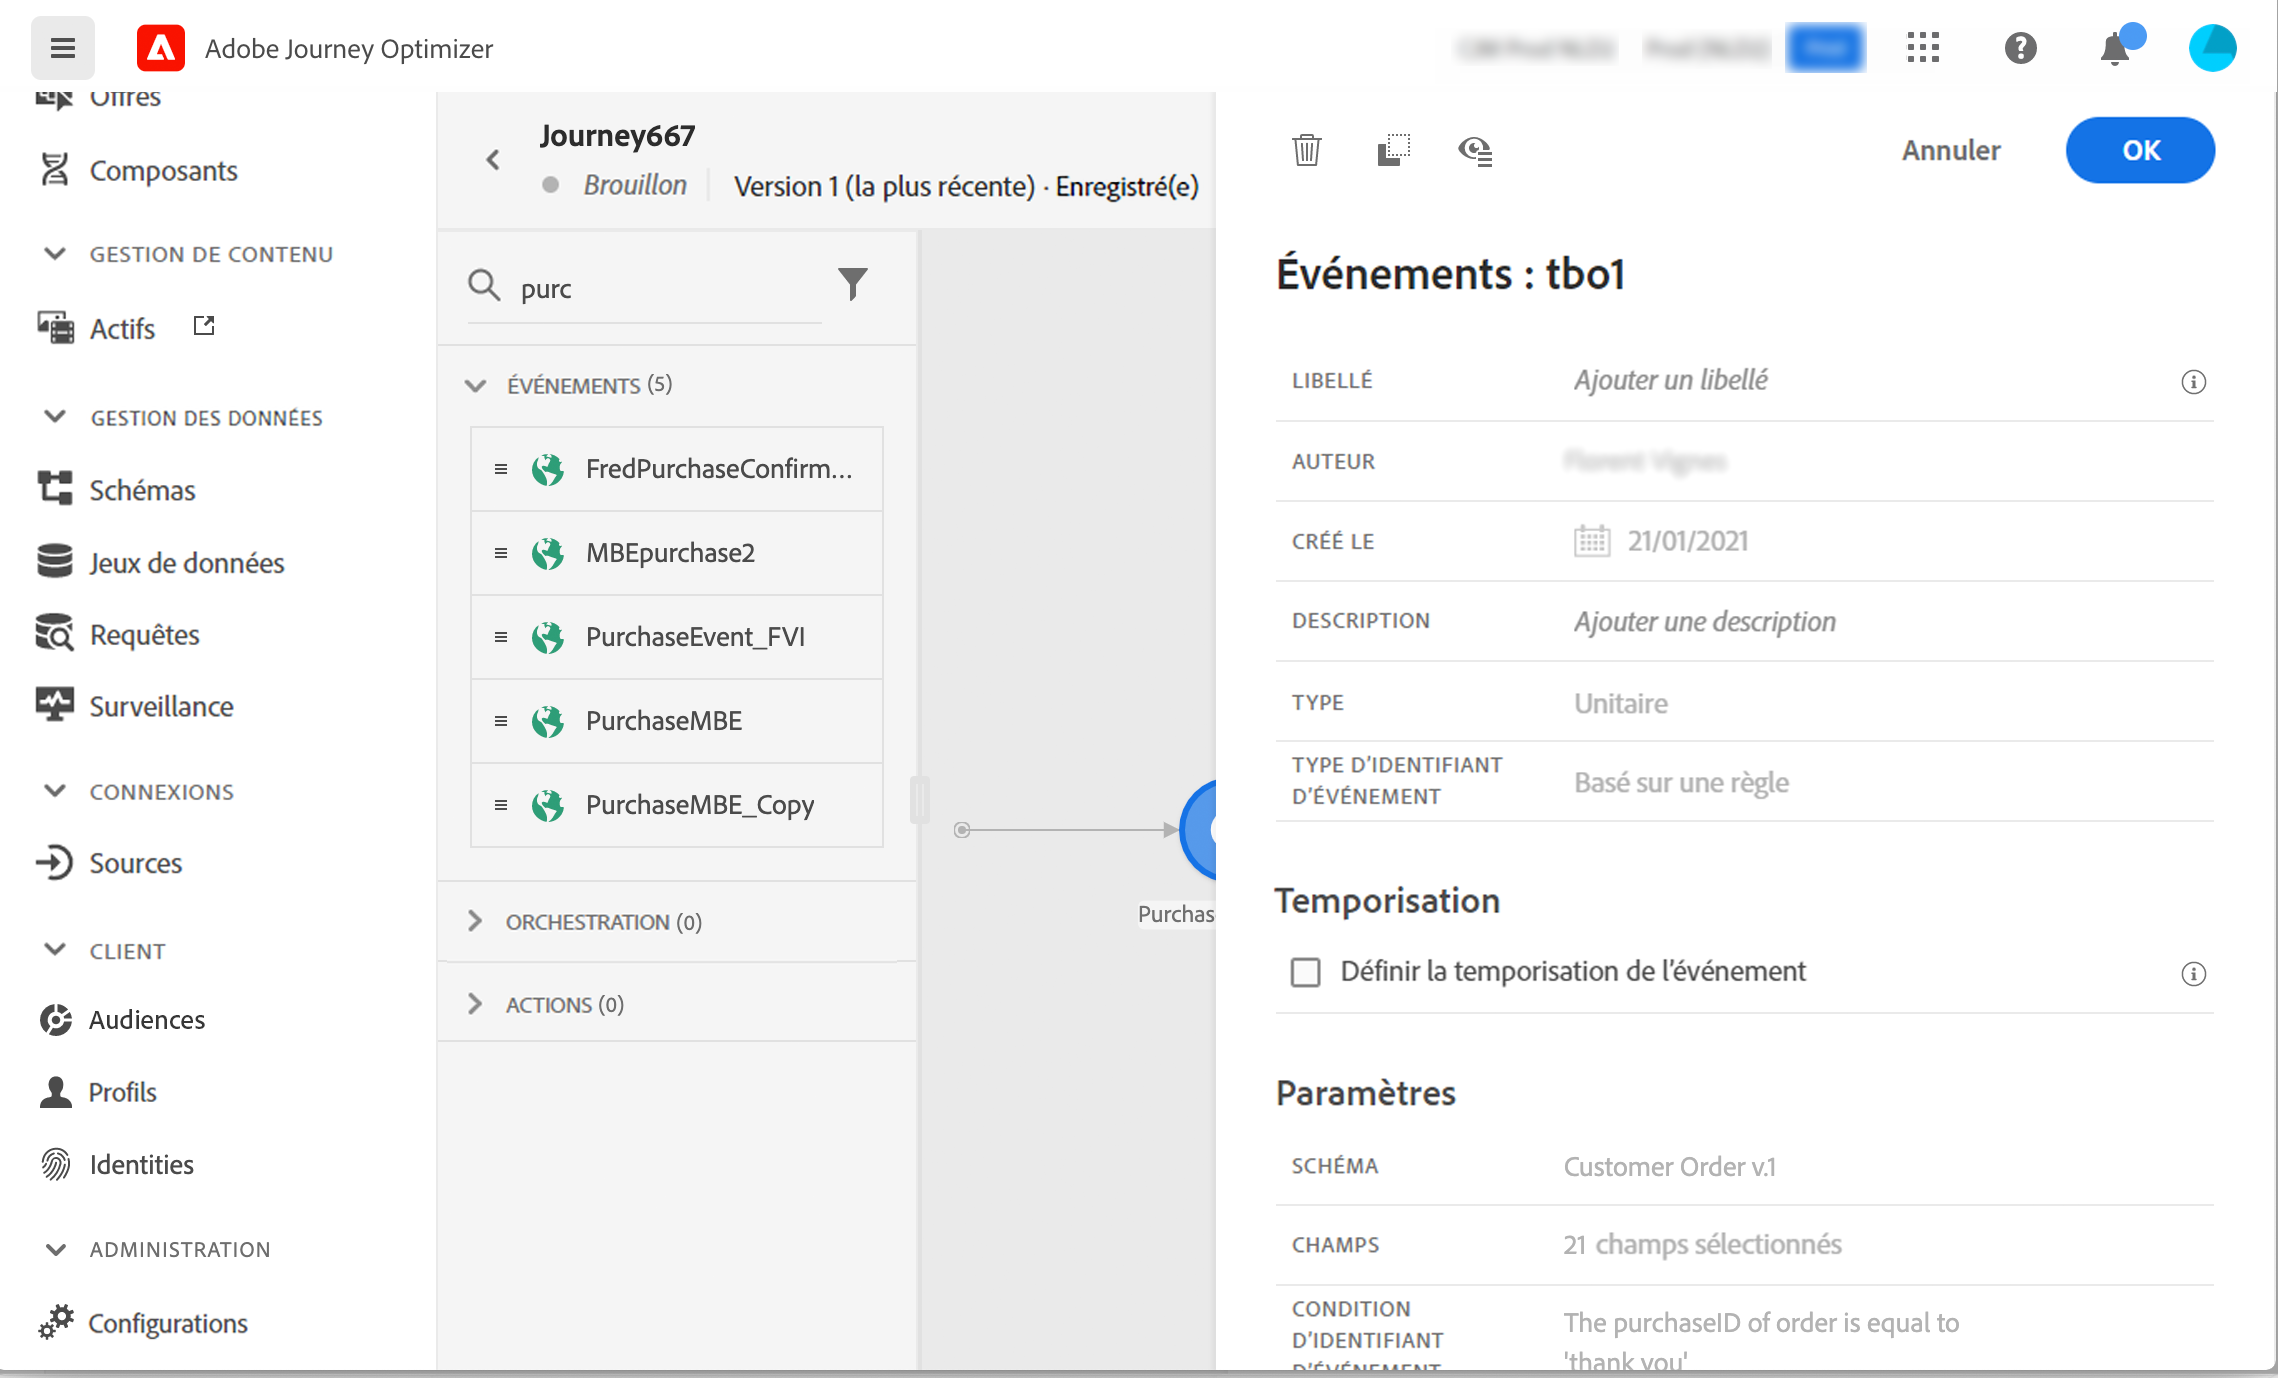 Adobe Journey Optimizer
Offres
Composants
GESTION DE CONTENU
Actifs
GESTION DES DONNÉES
Schémas
Jeux de données
Requêtes
Surveillance
CONNEXIONS
Sources
CLIENT
Audiences
Profils
Identities
ADMINISTRATION
Configurations
Journey667
Brouillon
Version 1 (la plus récente) · Enregistré(e)
purc
ÉVÉNEMENTS (5)
FredPurchaseConfirm...
MBEpurchase2
PurchaseEvent_FVI
PurchaseMBE
PurchaseMBE_Copy
ORCHESTRATION (0)
ACTIONS (0)
Purchas
Annuler
OK
Événements : tbo1
LIBELLÉ
Ajouter un libellé
AUTEUR
CRÉÉ LE
21/01/2021
DESCRIPTION
Ajouter une description
TYPE
Unitaire
TYPE D’IDENTIFIANT
D’ÉVÉNEMENT
Basé sur une règle
Temporisation
Définir la temporisation de l’événement
Paramètres
SCHÉMA
Customer Order v.1
CHAMPS
21 champs sélectionnés
CONDITION
D’IDENTIFIANT
D’ÉVÉNEMENT
The purchaseID of order is equal to
'thank you'